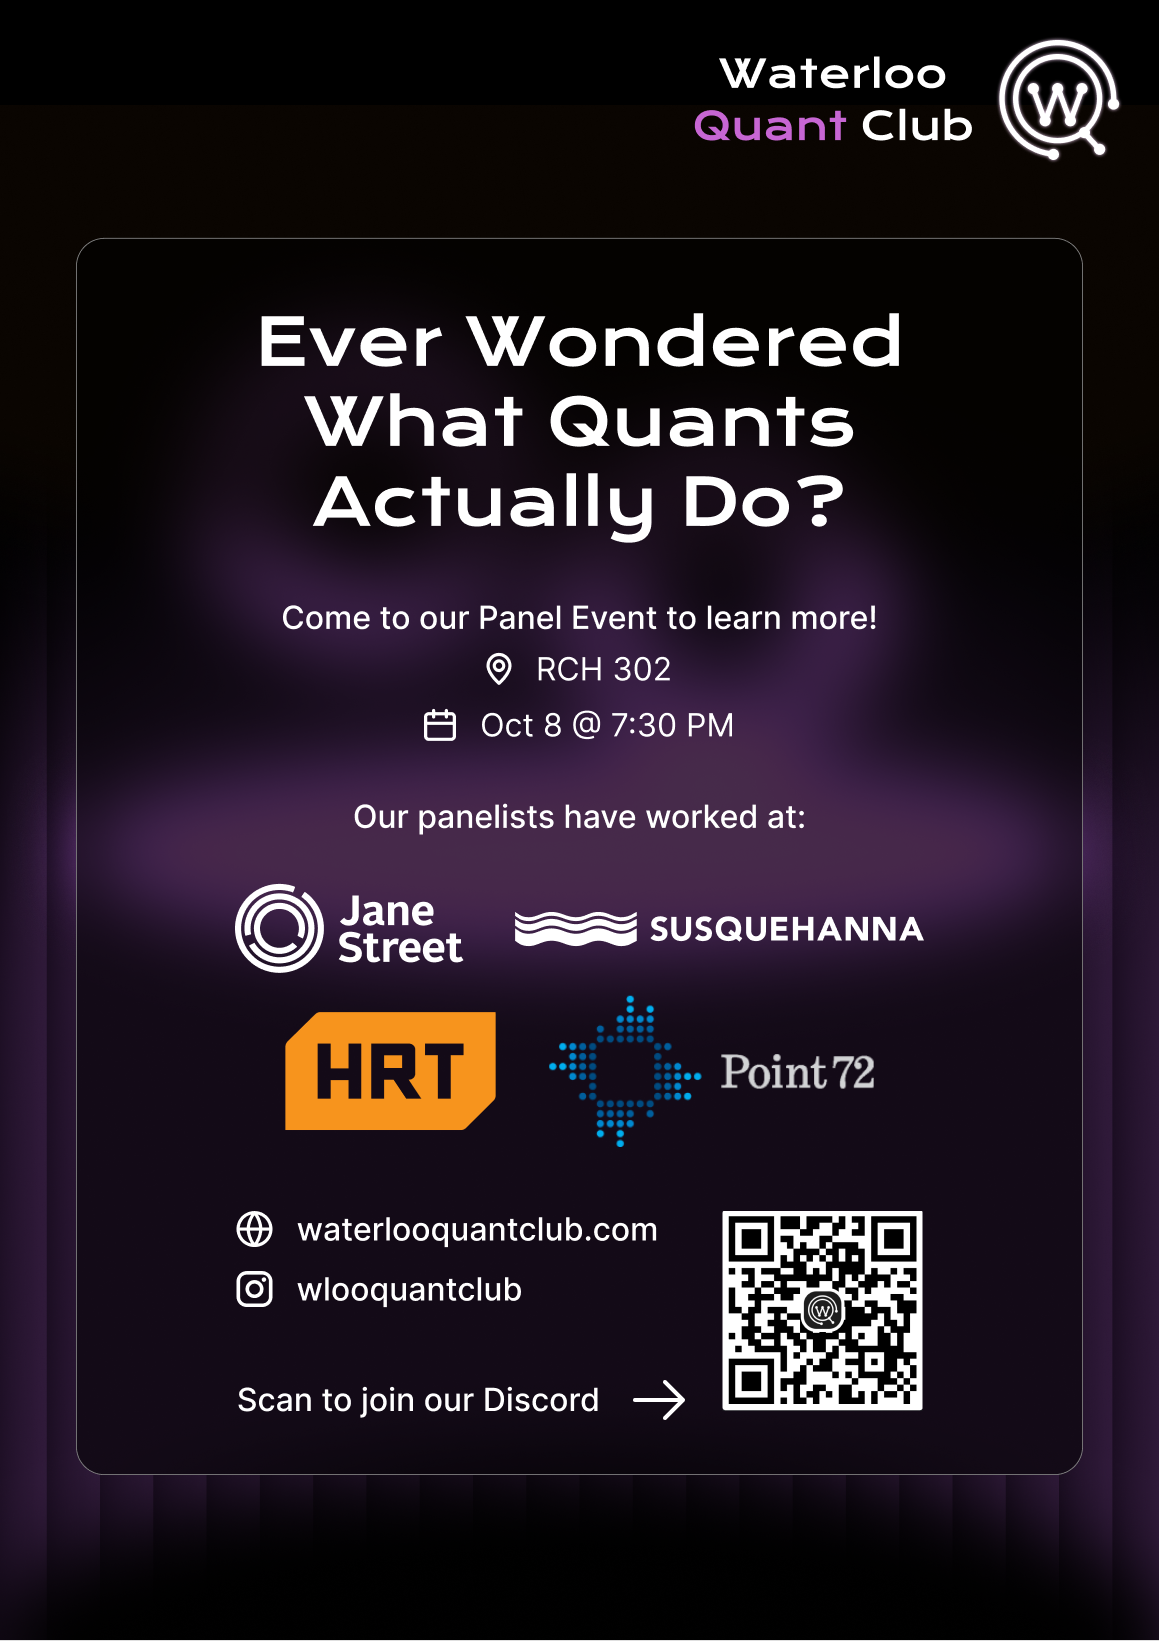 Waterloo
Quant Club
W
Ever Wondered
What Quants
Actually Do?
Come to our Panel Event to learn more!
RCH 302
Oct 8 @ 7:30 PM
Our panelists have worked at:
Jane
Street
SUSQUEHANNA
HRT
Point72
waterlooquantclub.com
wlooquantclub
W
Scan to join our Discord